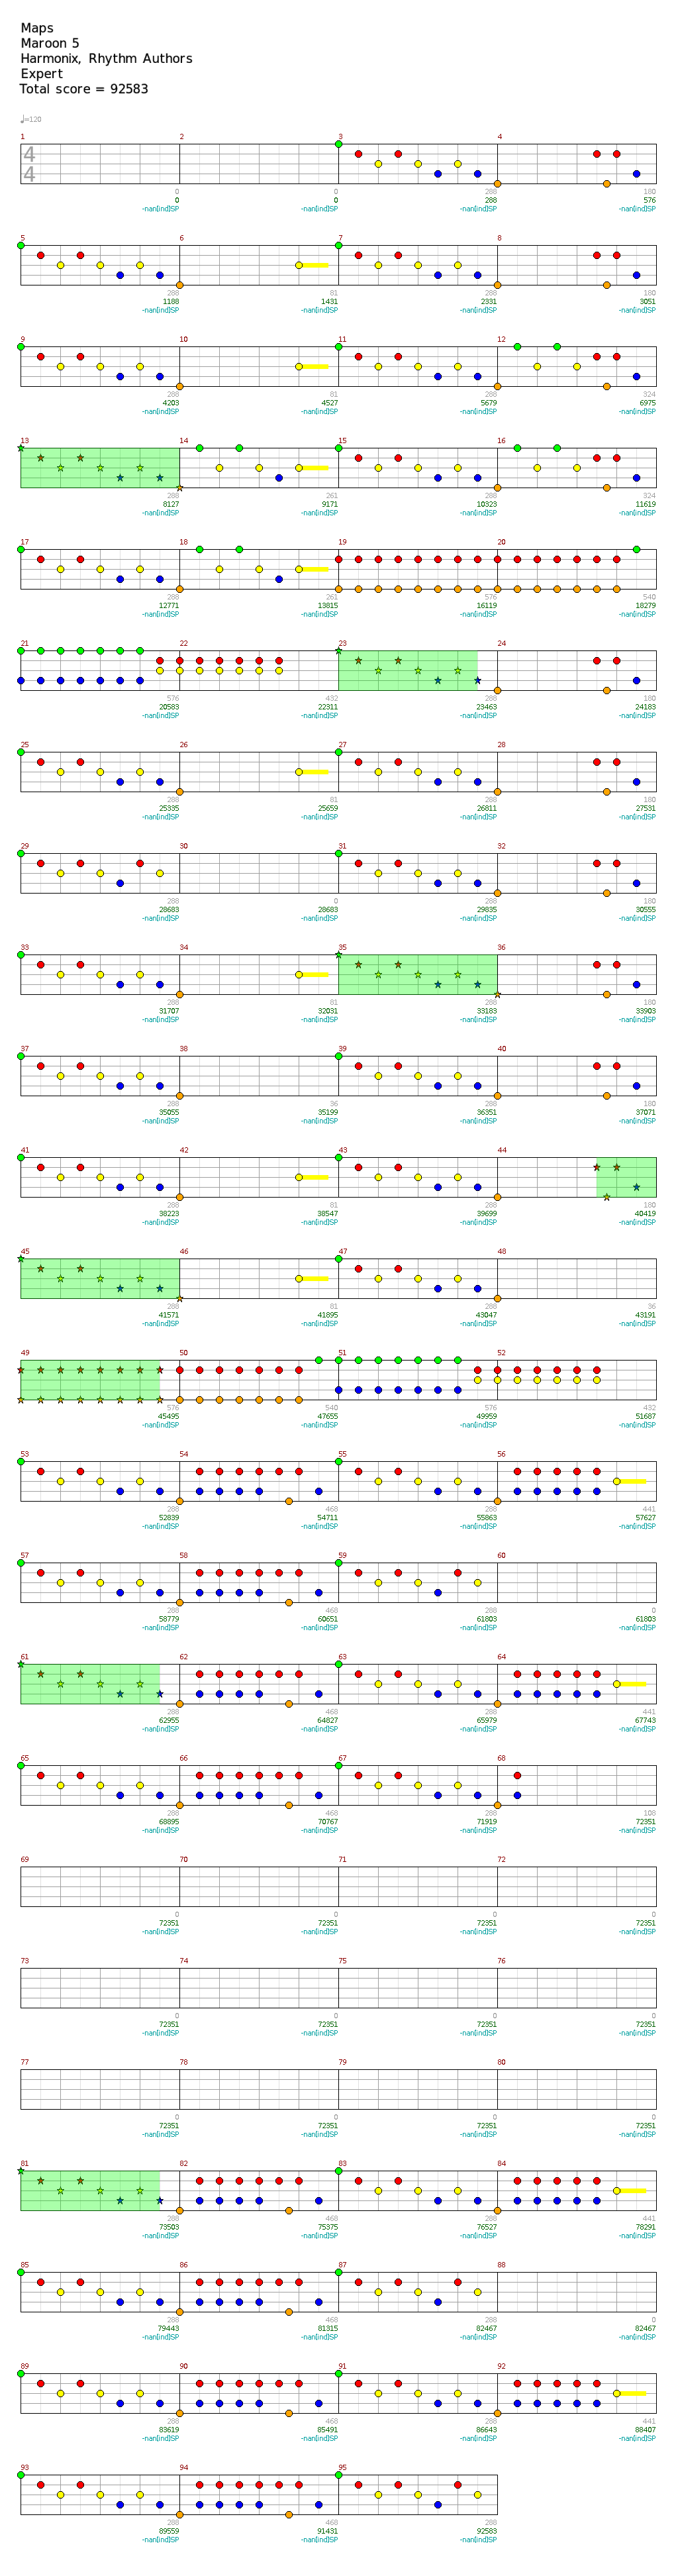 Maps
Maroon 5
Harmonix, Rhythm Authors
Expert
Total score = 92583
♩=120
1 2 3 4
4
4
0 0 288 180
0 0 288 576
-nan[ind]SP -nan[ind]SP -nan[ind]SP -nan[ind]SP
5 6 7 8
288 81 288 180
1188 1431 2331 3051
-nan[ind]SP -nan[ind]SP -nan[ind]SP -nan[ind]SP
9 10 11 12
288 81 288 324
4203 4527 5679 6975
-nan[ind]SP -nan[ind]SP -nan[ind]SP -nan[ind]SP
13 14 15 16
288 261 288 324
8127 9171 10323 11619
-nan[ind]SP -nan[ind]SP -nan[ind]SP -nan[ind]SP
17 18 19 20
288 261 576 540
12771 13815 16119 18279
-nan[ind]SP -nan[ind]SP -nan[ind]SP -nan[ind]SP
21 22 23 24
576 432 288 180
20583 22311 23463 24183
-nan[ind]SP -nan[ind]SP -nan[ind]SP -nan[ind]SP
25 26 27 28
288 81 288 180
25335 25659 26811 27531
-nan[ind]SP -nan[ind]SP -nan[ind]SP -nan[ind]SP
29 30 31 32
288 0 288 180
28683 28683 29835 30555
-nan[ind]SP -nan[ind]SP -nan[ind]SP -nan[ind]SP
33 34 35 36
288 81 288 180
31707 32031 33183 33903
-nan[ind]SP -nan[ind]SP -nan[ind]SP -nan[ind]SP
37 38 39 40
288 36 288 180
35055 35199 36351 37071
-nan[ind]SP -nan[ind]SP -nan[ind]SP -nan[ind]SP
41 42 43 44
288 81 288 180
38223 38547 39699 40419
-nan[ind]SP -nan[ind]SP -nan[ind]SP -nan[ind]SP
45 46 47 48
288 81 288 36
41571 41895 43047 43191
-nan[ind]SP -nan[ind]SP -nan[ind]SP -nan[ind]SP
49 50 51 52
576 540 576 432
45495 47655 49959 51687
-nan[ind]SP -nan[ind]SP -nan[ind]SP -nan[ind]SP
53 54 55 56
288 468 288 441
52839 54711 55863 57627
-nan[ind]SP -nan[ind]SP -nan[ind]SP -nan[ind]SP
57 58 59 60
288 468 288 0
58779 60651 61803 61803
-nan[ind]SP -nan[ind]SP -nan[ind]SP -nan[ind]SP
61 62 63 64
288 468 288 441
62955 64827 65979 67743
-nan[ind]SP -nan[ind]SP -nan[ind]SP -nan[ind]SP
65 66 67 68
288 468 288 108
68895 70767 71919 72351
-nan[ind]SP -nan[ind]SP -nan[ind]SP -nan[ind]SP
69 70 71 72
0 0 0 0
72351 72351 72351 72351
-nan[ind]SP -nan[ind]SP -nan[ind]SP -nan[ind]SP
73 74 75 76
0 0 0 0
72351 72351 72351 72351
-nan[ind]SP -nan[ind]SP -nan[ind]SP -nan[ind]SP
77 78 79 80
0 0 0 0
72351 72351 72351 72351
-nan[ind]SP -nan[ind]SP -nan[ind]SP -nan[ind]SP
81 82 83 84
288 468 288 441
73503 75375 76527 78291
-nan[ind]SP -nan[ind]SP -nan[ind]SP -nan[ind]SP
85 86 87 88
288 468 288 0
79443 81315 82467 82467
-nan[ind]SP -nan[ind]SP -nan[ind]SP -nan[ind]SP
89 90 91 92
288 468 288 441
83619 85491 86643 88407
-nan[ind]SP -nan[ind]SP -nan[ind]SP -nan[ind]SP
93 94 95
288 468 288
89559 91431 92583
-nan[ind]SP -nan[ind]SP -nan[ind]SP